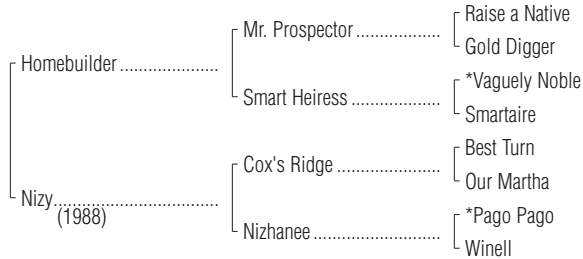 Raise a Native
Mr. Prospector ...................
Gold Digger
Homebuilder ......................
*Vaguely Noble
Smart Heiress ....................
Smartaire
Best Turn
Cox's Ridge .......................
Our Martha
Nizy.....................................
(1988)
*Pago Pago
Nizhanee ............................
Winell